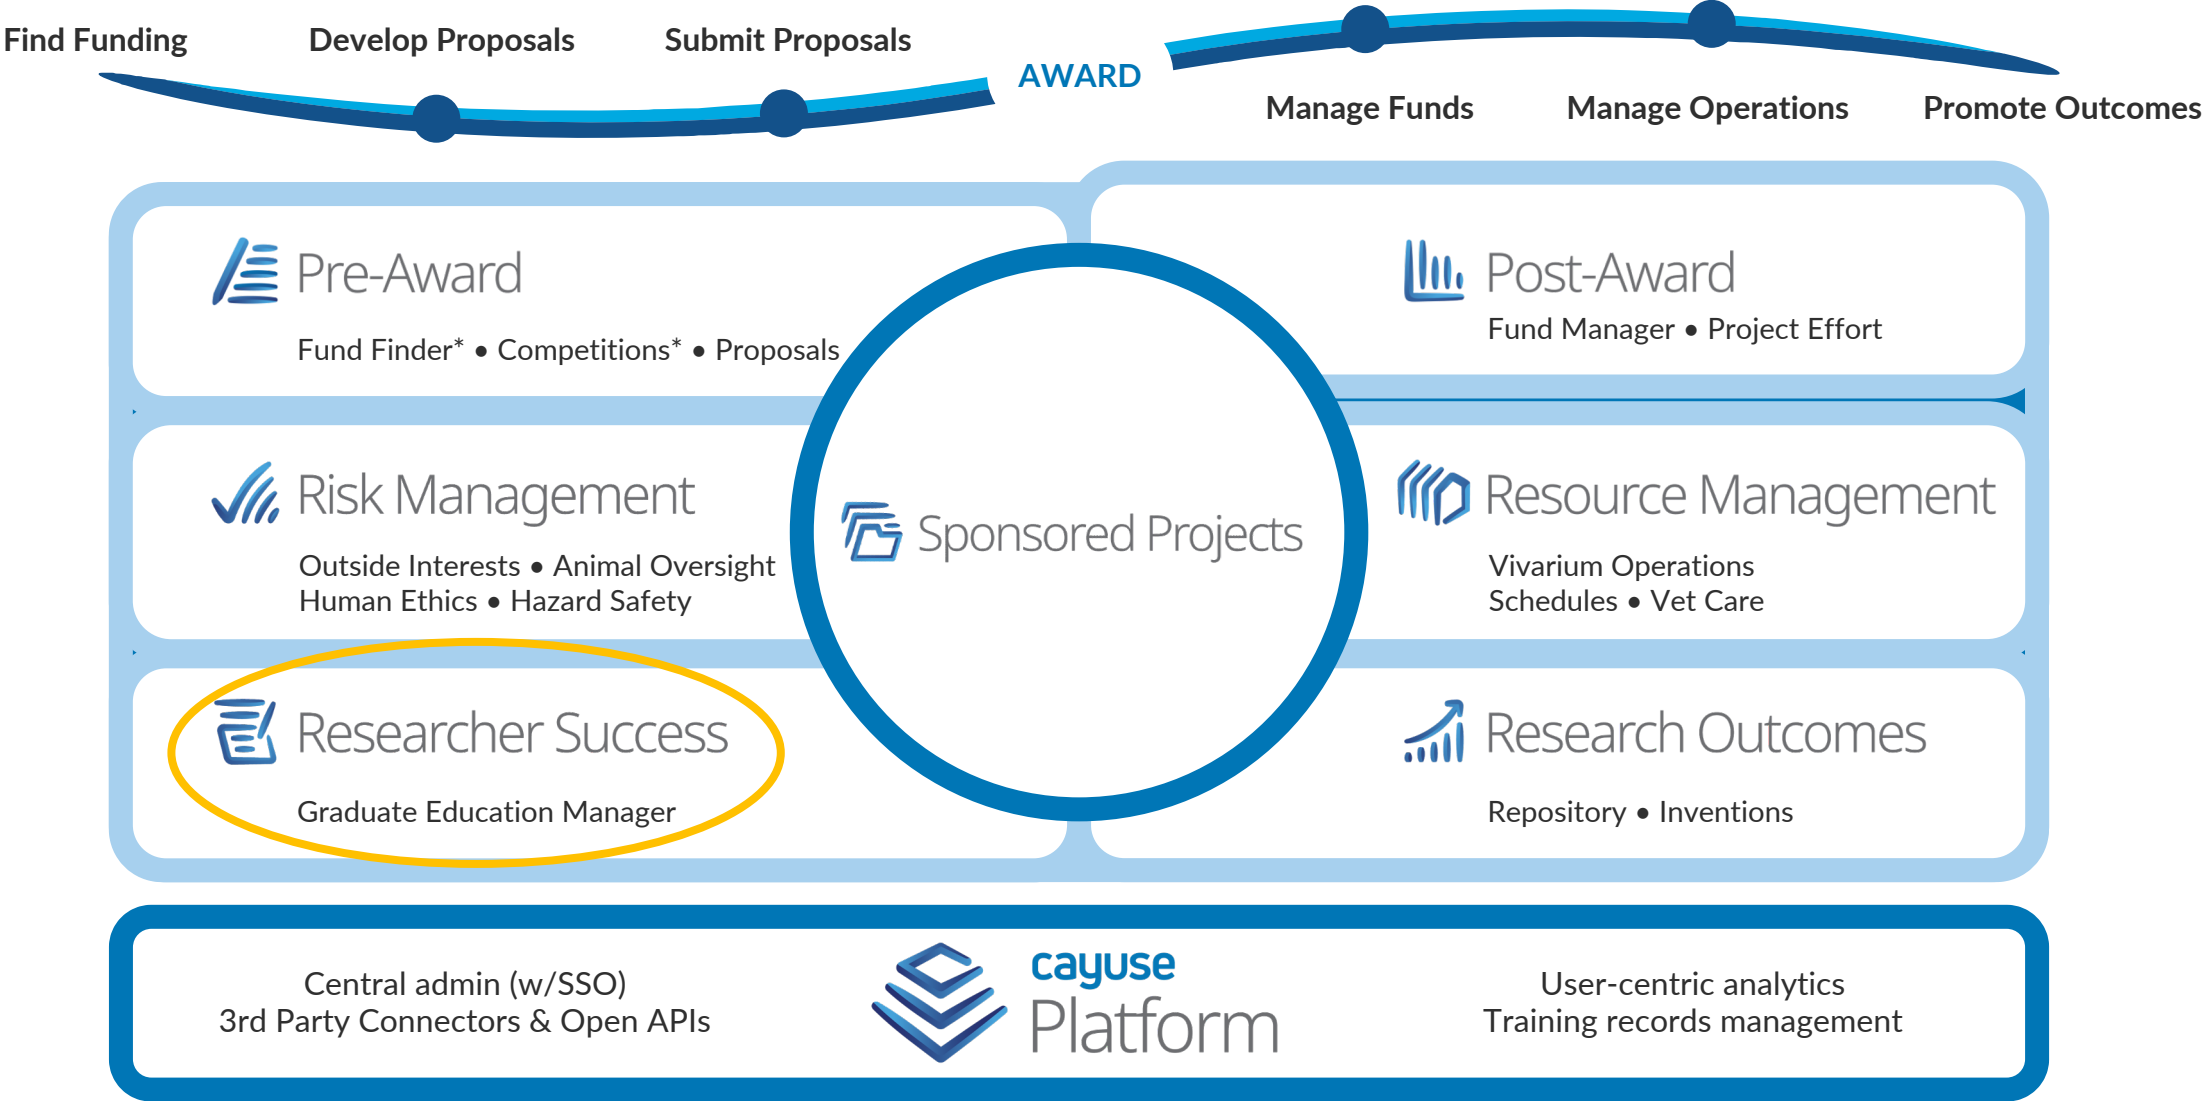 Find Funding
Develop Proposals
Submit Proposals
AWARD
Manage Funds
Manage Operations
Promote Outcomes
Pre-Award
Fund Finder* • Competitions* • Proposals
Post-Award
Fund Manager • Project Effort
Risk Management
Outside Interests • Animal Oversight
Human Ethics • Hazard Safety
Sponsored Projects
Resource Management
Vivarium Operations
Schedules • Vet Care
Researcher Success
Graduate Education Manager
Research Outcomes
Repository • Inventions
Central admin (w/SSO)
3rd Party Connectors & Open APIs
cayuse
Platform
User-centric analytics
Training records management